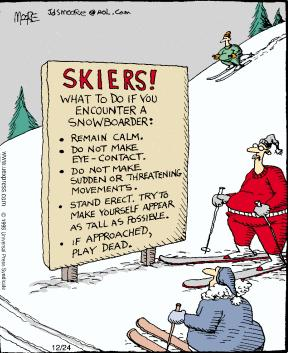 MOORE JdSmooRe @ AOL.Com
SKIERS!
WHAT TO DO IF YOU
ENCOUNTER A
SNOWBOARDER:
• REMAIN CALM.
• DO NOT MAKE
EYE-CONTACT.
• DO NOT MAKE
SUDDEN OR THREATENING
MOVEMENTS.
• STAND ERECT. TRY TO
MAKE YOURSELF APPEAR
AS TALL AS POSSIBLE.
• IF APPROACHED,
PLAY DEAD.
www.uexpress.com © 1998 Universal Press Syndicate
12/24